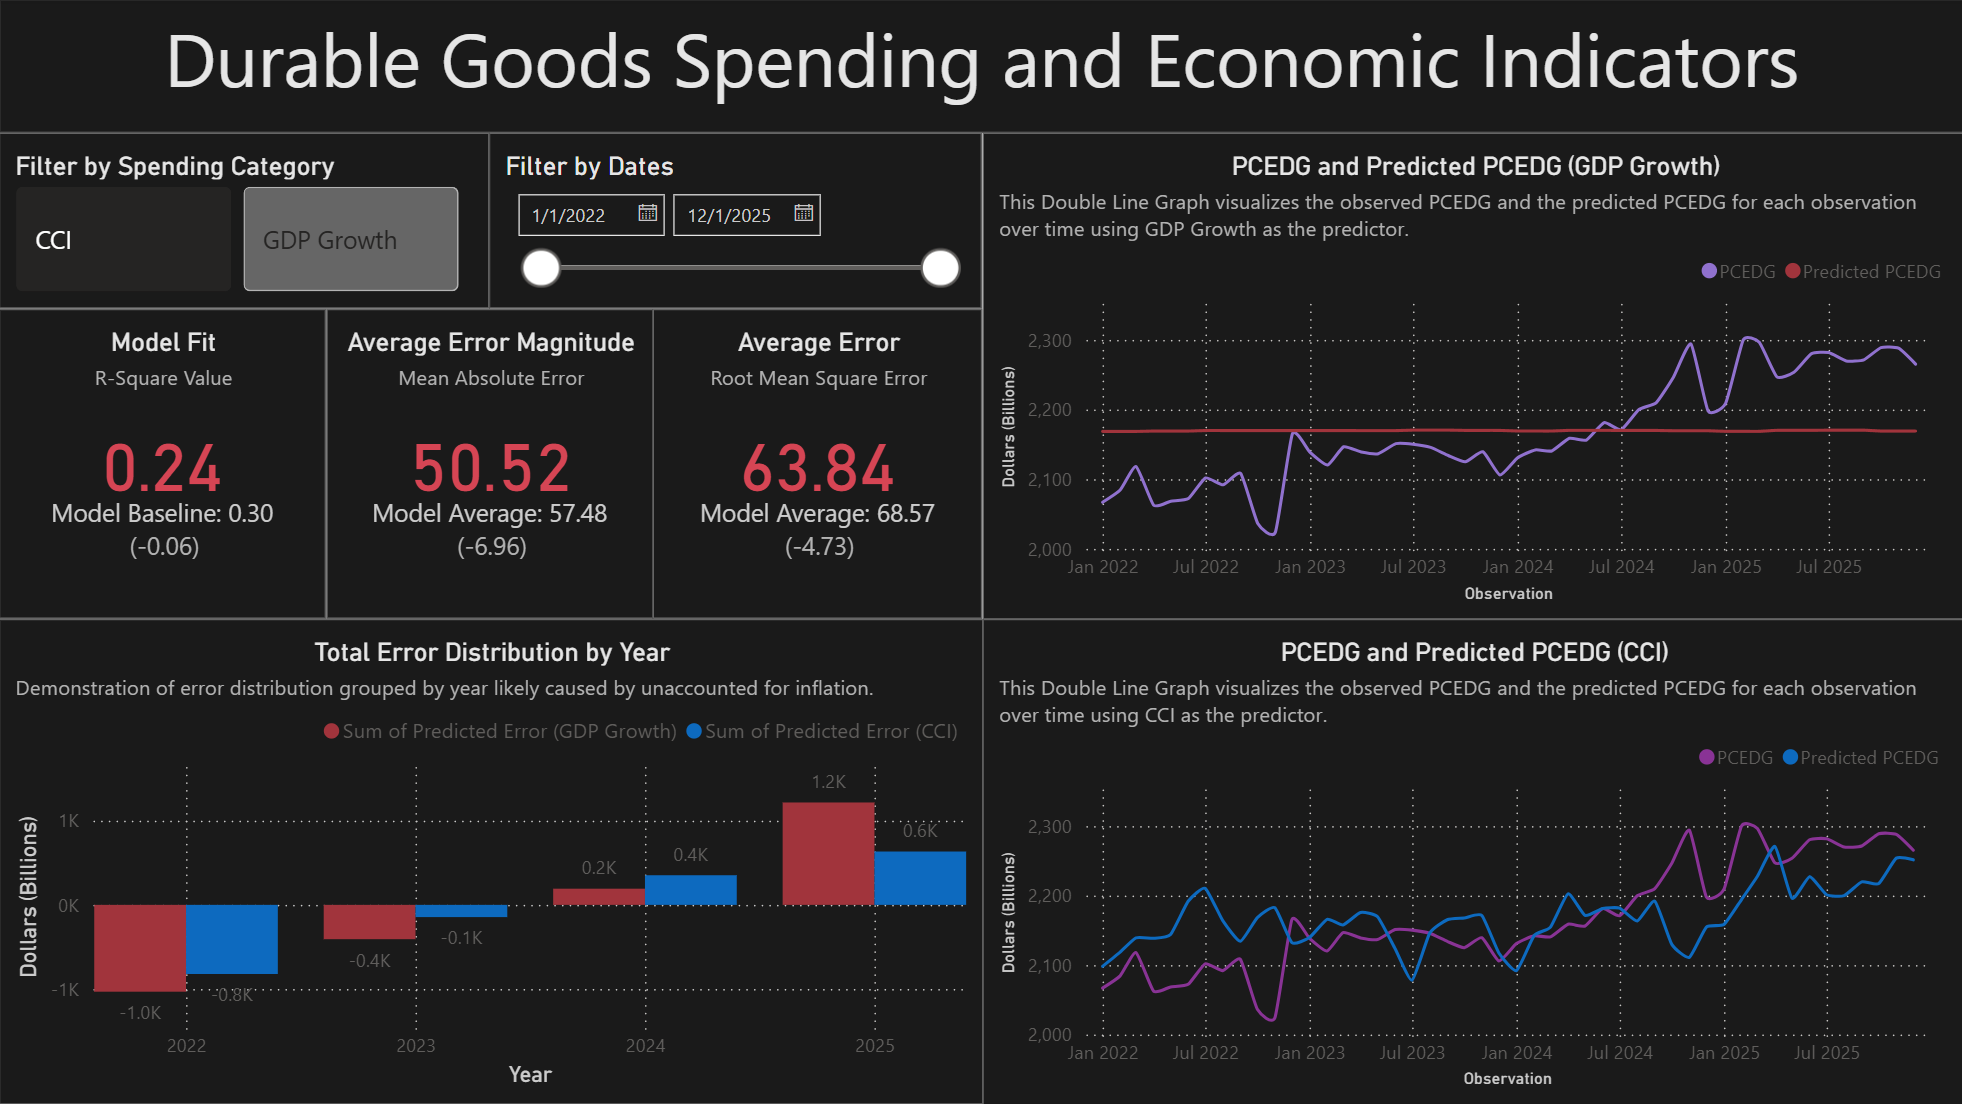 Durable Goods Spending and Economic Indicators
Filter by Spending Category
CCI
GDP Growth
Filter by Dates
1/1/2022
12/1/2025
Model Fit
R-Square Value
0.24
Model Baseline: 0.30
(-0.06)
Average Error Magnitude
Mean Absolute Error
50.52
Model Average: 57.48
(-6.96)
Average Error
Root Mean Square Error
63.84
Model Average: 68.57
(-4.73)
PCEDG and Predicted PCEDG (GDP Growth)
This Double Line Graph visualizes the observed PCEDG and the predicted PCEDG for each observation
over time using GDP Growth as the predictor.
PCEDG
Predicted PCEDG
Dollars (Billions)
2,300
2,200
2,100
2,000
Jan 2022
Jul 2022
Jan 2023
Jul 2023
Jan 2024
Jul 2024
Jan 2025
Jul 2025
Observation
Total Error Distribution by Year
Demonstration of error distribution grouped by year likely caused by unaccounted for inflation.
Sum of Predicted Error (GDP Growth)
Sum of Predicted Error (CCI)
Dollars (Billions)
1K
0K
-1K
-1.0K
-0.8K
-0.4K
-0.1K
0.2K
0.4K
1.2K
0.6K
2022
2023
2024
2025
Year
PCEDG and Predicted PCEDG (CCI)
This Double Line Graph visualizes the observed PCEDG and the predicted PCEDG for each observation
over time using CCI as the predictor.
PCEDG
Predicted PCEDG
Dollars (Billions)
2,300
2,200
2,100
2,000
Jan 2022
Jul 2022
Jan 2023
Jul 2023
Jan 2024
Jul 2024
Jan 2025
Jul 2025
Observation